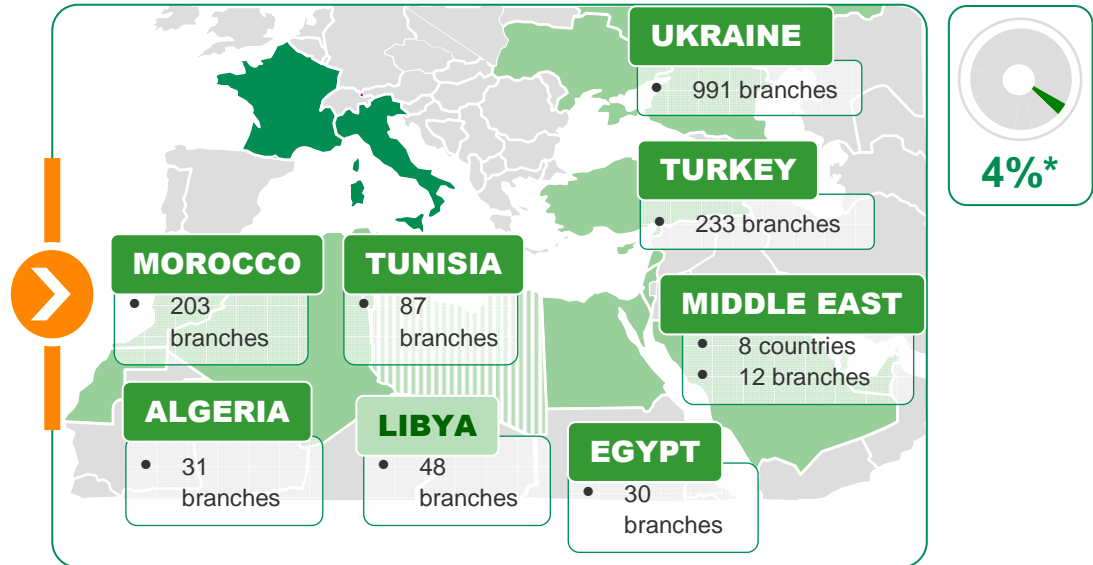 UKRAINE
• 991 branches
4%*
TURKEY
• 233 branches
MOROCCO
• 203
branches
TUNISIA
• 87
branches
MIDDLE EAST
• 8 countries
• 12 branches
ALGERIA
• 31
branches
LIBYA
• 48
branches
EGYPT
• 30
branches